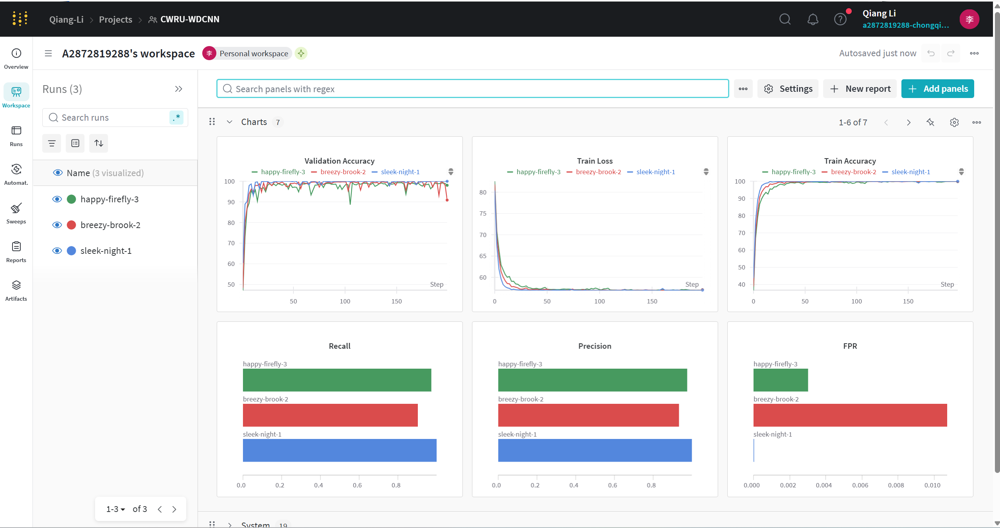 Qiang-Li > Projects > CWRU-WDCNN
Qiang Li
a2872819288-chongqi...
李
Overview
Workspace
Runs
Automat.
Sweeps
Reports
Artifacts
A2872819288's workspace
李 Personal workspace
Autosaved just now
Runs (3)
Search runs
.*
Name (3 visualized)
happy-firefly-3
breezy-brook-2
sleek-night-1
1-3 of 3
Search panels with regex
Settings
New report
Add panels
Charts 7
1-6 of 7
Validation Accuracy
happy-firefly-3 breezy-brook-2 sleek-night-1
100
90
80
70
60
50
Step
50 100 150
Train Loss
happy-firefly-3 breezy-brook-2 sleek-night-1
80
75
70
65
60
Step
0 50 100 150
Train Accuracy
happy-firefly-3 breezy-brook-2 sleek-night-1
100
90
80
70
60
50
40
Step
0 50 100 150
Recall
happy-firefly-3
breezy-brook-2
sleek-night-1
0.0 0.2 0.4 0.6 0.8
Precision
happy-firefly-3
breezy-brook-2
sleek-night-1
0.0 0.2 0.4 0.6 0.8
FPR
happy-firefly-3
breezy-brook-2
sleek-night-1
0.000 0.002 0.004 0.006 0.008 0.010
System 19